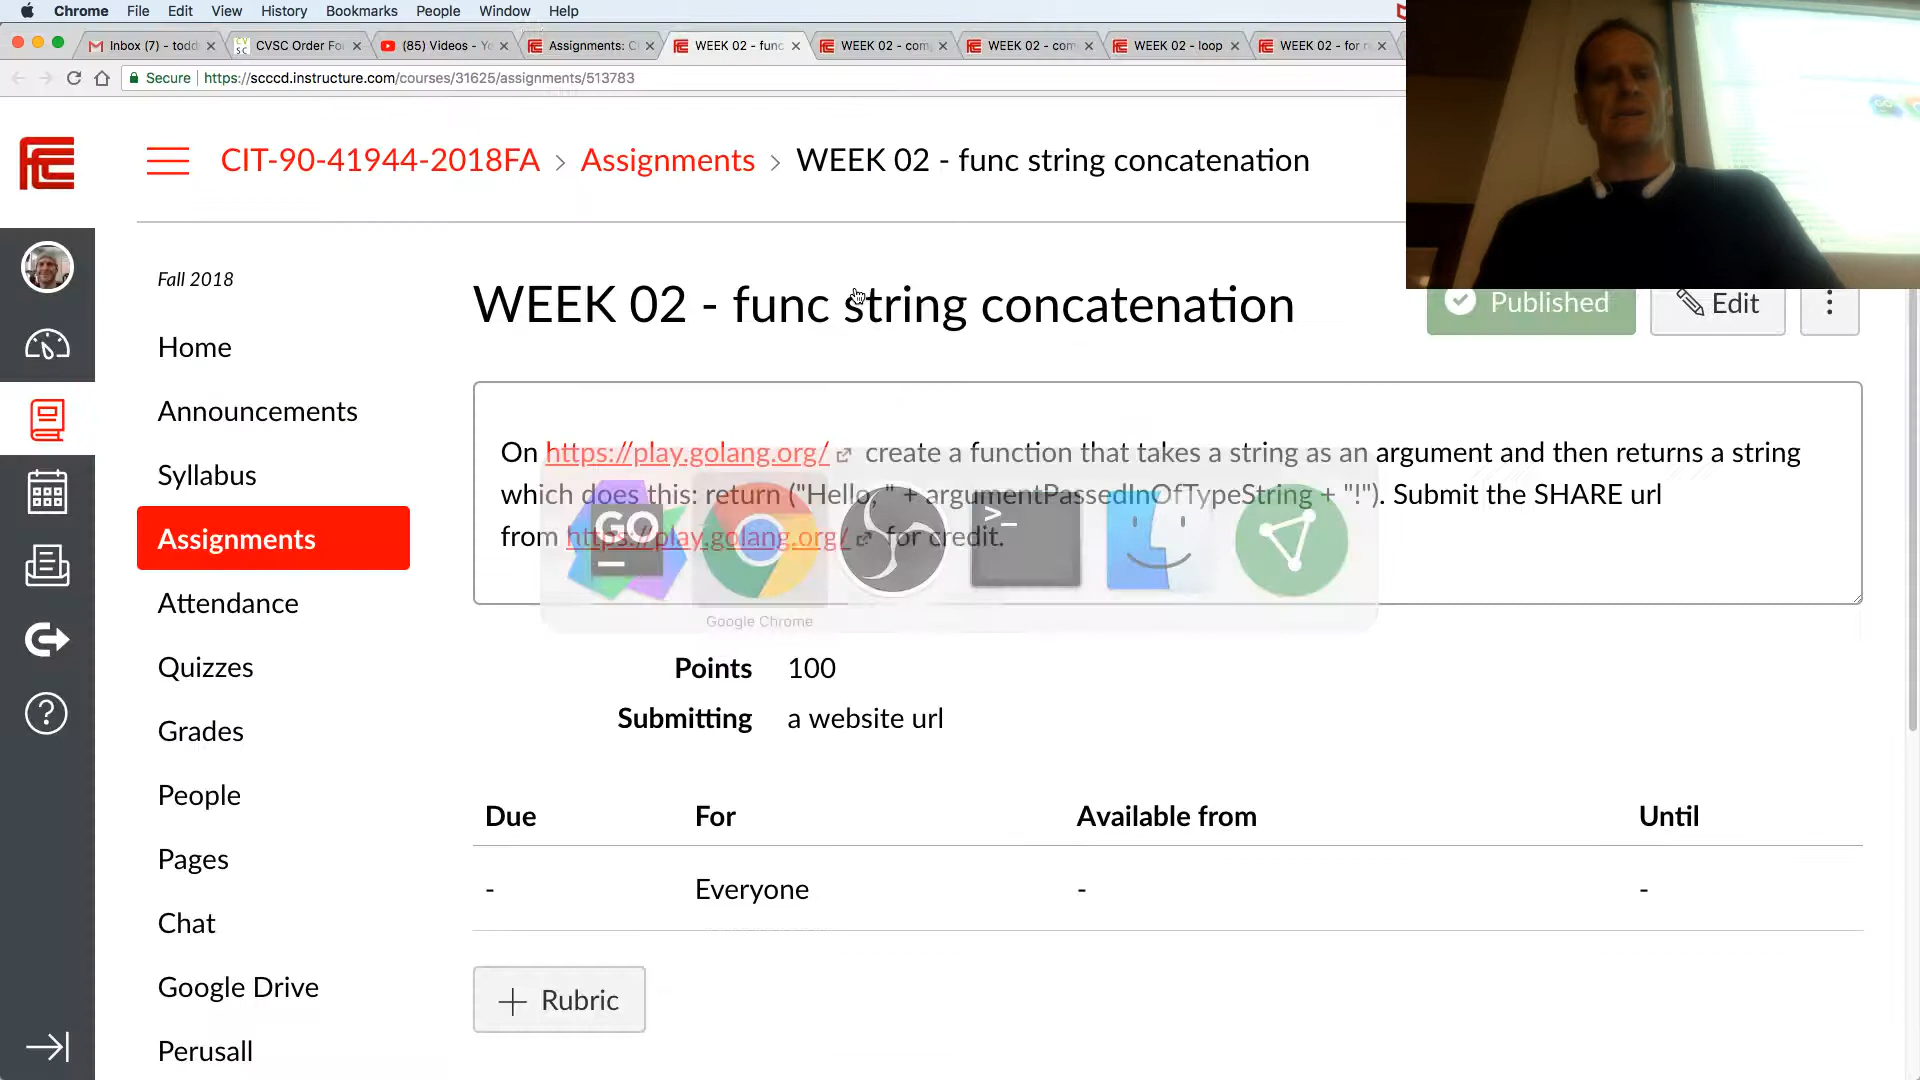 Chrome File Edit View History Bookmarks People Window Help
Inbox (7) - todd
CVSC Order Fo
(85) Videos - Yo
Assignments: C
WEEK 02 - func
WEEK 02 - com
WEEK 02 - com
WEEK 02 - loop
WEEK 02 - for r
Secure | https://scccd.instructure.com/courses/31625/assignments/513783
CIT-90-41944-2018FA > Assignments > WEEK 02 - func string concatenation
Fall 2018
Home
Announcements
Syllabus
Assignments
Attendance
Quizzes
Grades
People
Pages
Chat
Google Drive
Perusall
WEEK 02 - func string concatenation
Published
Edit
On https://play.golang.org/ create a function that takes a string as an argument and then returns a string
which does this: return ("Hello, " + argumentPassedInOfTypeString + "!"). Submit the SHARE url
from https://play.golang.org/ for credit.
GO
Google Chrome
Points 100
Submitting a website url
Due For Available from Until
- Everyone - -
+ Rubric